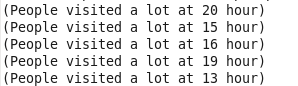 (People visited a lot at 20 hour)
(People visited a lot at 15 hour)
(People visited a lot at 16 hour)
(People visited a lot at 19 hour)
(People visited a lot at 13 hour)